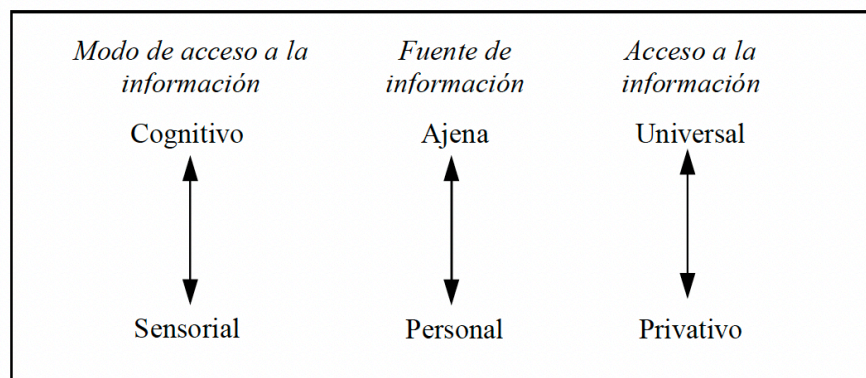 Modo de acceso a la
información
Fuente de
información
Acceso a la
información
Cognitivo
Ajena
Universal
Sensorial
Personal
Privativo